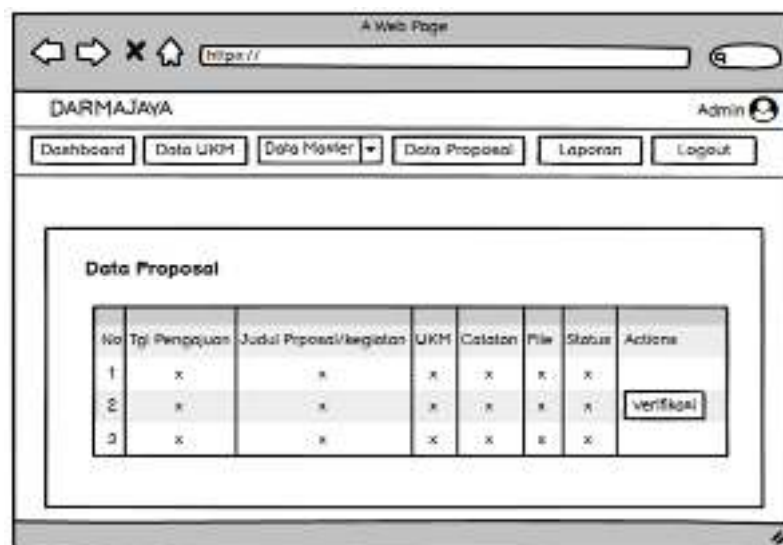 A Web Page
https://
DARMAJAYA Admin
Dashboard Data UKM Data Master Data Proposal Laporan Logout
Data Proposal
No Tgl Pengajuan Judul Prposal/kegiatan UKM Catatan File Status Actions
1 x x x x x x
2 x x x x x x verifikasi
3 x x x x x x